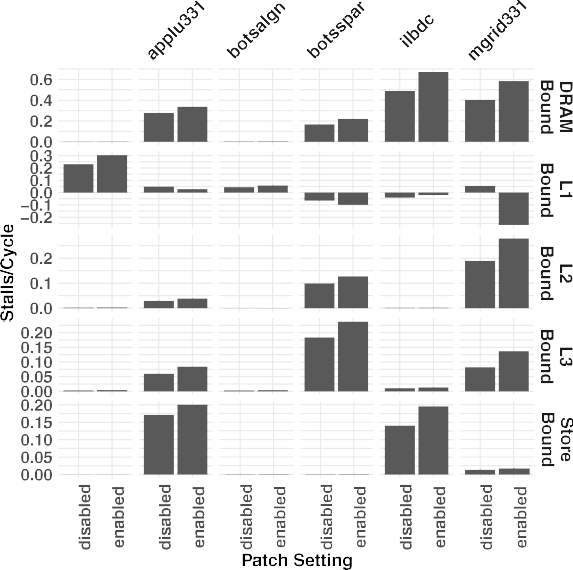 applu331
botsalgn
botsspar
ilbdc
mgrid331
0.6
0.4
0.2
0.0
DRAM
Bound
0.3
0.2
0.1
0.0
−0.1
−0.2
L1
Bound
0.2
0.1
0.0
L2
Bound
0.20
0.15
0.10
0.05
0.00
L3
Bound
0.20
0.15
0.10
0.05
0.00
Store
Bound
Stalls/Cycle
disabled
enabled
disabled
enabled
disabled
enabled
disabled
enabled
disabled
enabled
disabled
enabled
Patch Setting